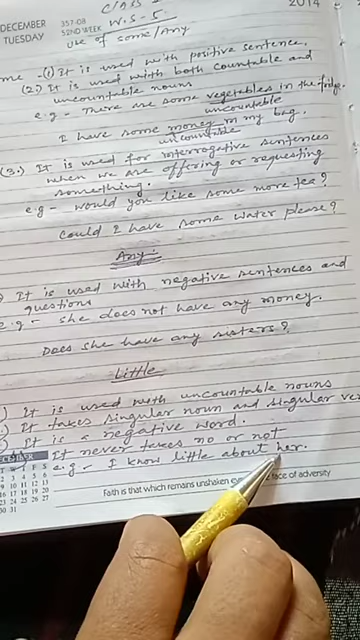 CLASS
2014
DECEMBER 357-08 W.S-5
TUESDAY 52ND WEEK
Use of Some/Any
me -(1) It is used with positive sentence.
(2) It is used with both countable and
uncountable nouns
e.g - There are some vegetables in the fridge.
uncountable
I have some money in my bag.
uncountable
(3.) It is used for interrogative sentences
when we are offering or requesting
something.
e.g - would you like some more tea?
Could I have some water please?
Any:
It is used with negative sentences and
questions
e.g - She does not have any money.
Does she have any sisters?
Little
) It is used with uncountable nouns
) It takes singular noun and singular ve
) It is a negative word.
It never takes no or not
e.g - I know little about her.
Faith is that which remains unshaken face of adversity